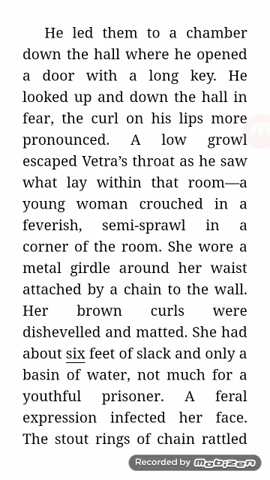 He led them to a chamber
down the hall where he opened
a door with a long key. He
looked up and down the hall in
fear, the curl on his lips more
pronounced. A low growl
escaped Vetra’s throat as he saw
what lay within that room—a
young woman crouched in a
feverish, semi-sprawl in a
corner of the room. She wore a
metal girdle around her waist
attached by a chain to the wall.
Her brown curls were
dishevelled and matted. She had
about six feet of slack and only a
basin of water, not much for a
youthful prisoner. A feral
expression infected her face.
The stout rings of chain rattled
Recorded by Mobizen